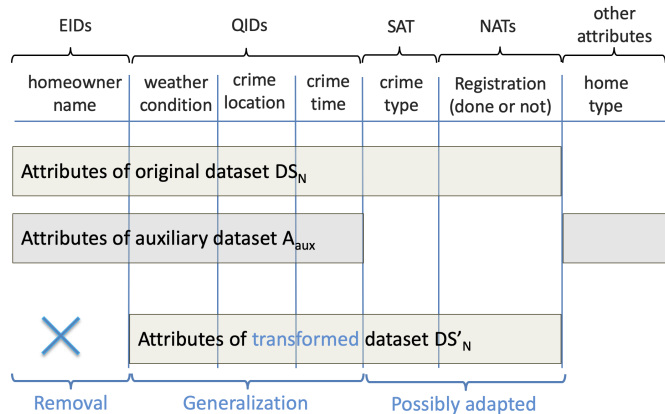 EIDs QIDs SAT NATs other
attributes
homeowner
name
weather
condition
crime
location
crime
time
crime
type
Registration
(done or not)
home
type
Attributes of original dataset DS_N
Attributes of auxiliary dataset A_aux
Attributes of transformed dataset DS’_N
Removal Generalization Possibly adapted